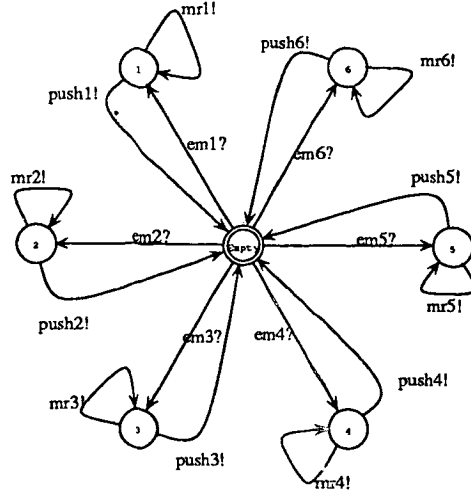 mr1!
push6!
1
6
mr6!
push1!
em1?
em6?
mr2!
push5!
2
em2?
Empty
em5?
5
push2!
mr5!
em3?
em4?
mr3!
push4!
3
4
push3!
mr4!